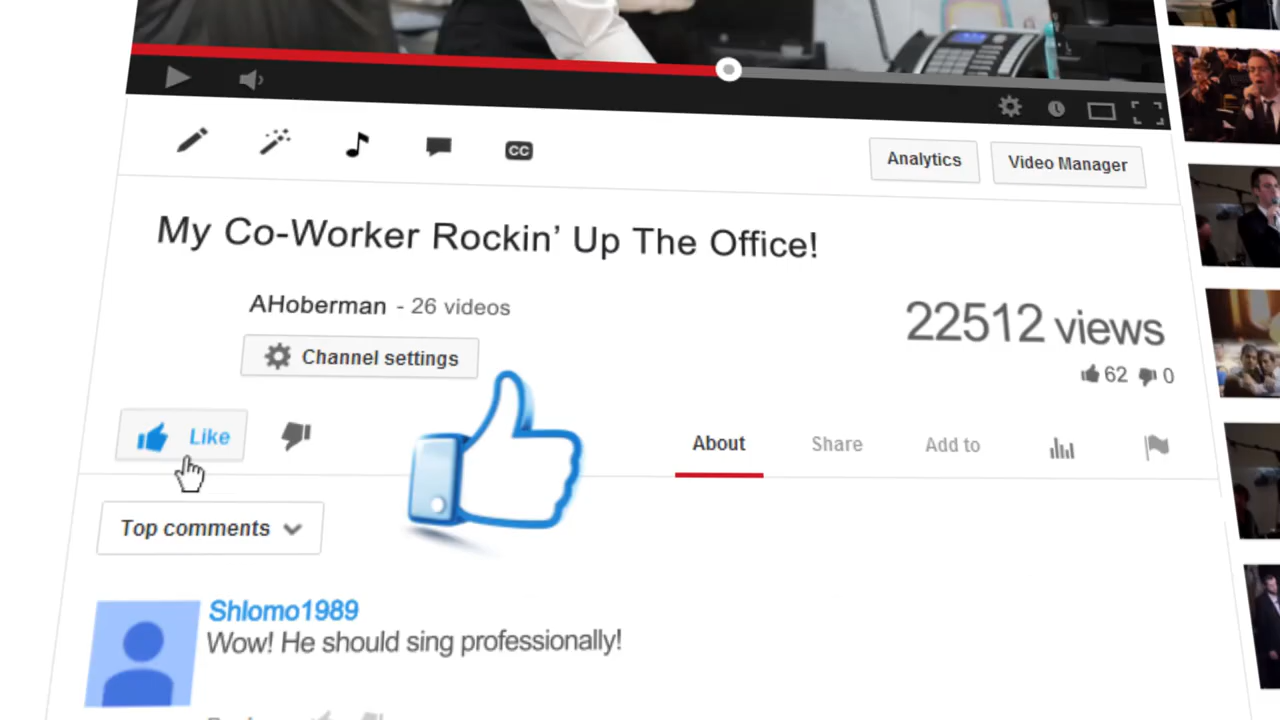 CC
Analytics
Video Manager
My Co-Worker Rockin' Up The Office!
AHoberman - 26 videos
Channel settings
22512 views
62 0
Like
About
Share
Add to
Top comments
Shlomo1989
Wow! He should sing professionally!